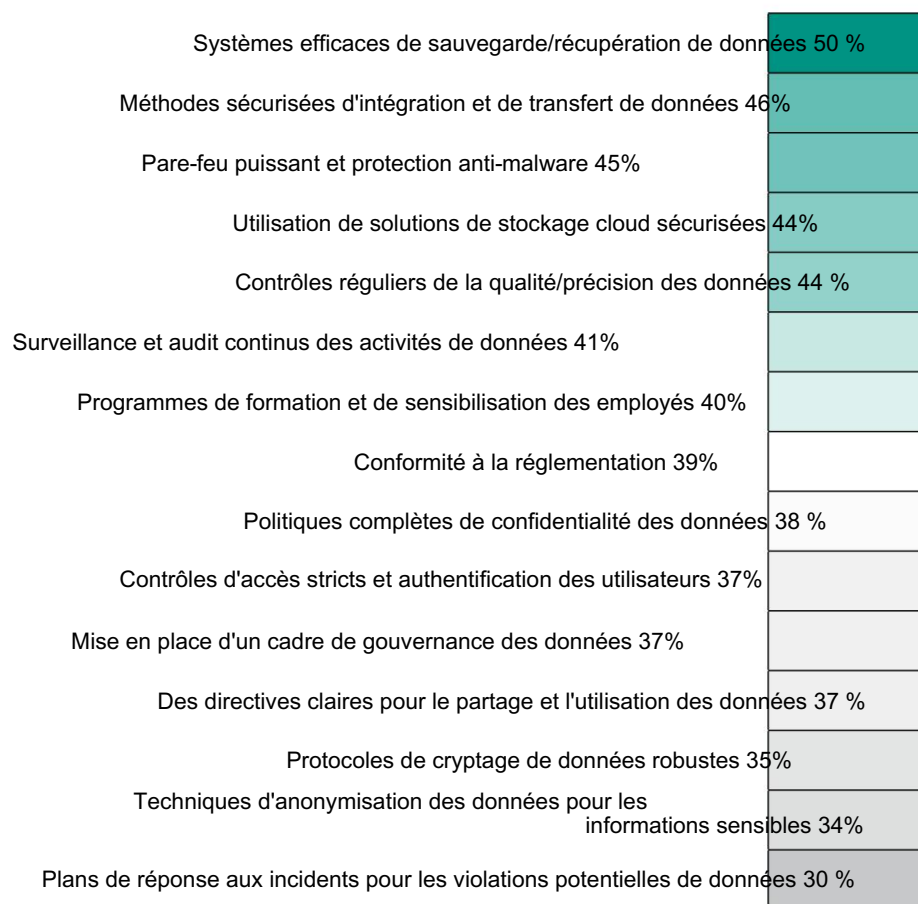 Systèmes efficaces de sauvegarde/récupération de données 50 %
Méthodes sécurisées d'intégration et de transfert de données 46%
Pare-feu puissant et protection anti-malware 45%
Utilisation de solutions de stockage cloud sécurisées 44%
Contrôles réguliers de la qualité/précision des données 44 %
Surveillance et audit continus des activités de données 41%
Programmes de formation et de sensibilisation des employés 40%
Conformité à la réglementation 39%
Politiques complètes de confidentialité des données 38 %
Contrôles d'accès stricts et authentification des utilisateurs 37%
Mise en place d'un cadre de gouvernance des données 37%
Des directives claires pour le partage et l'utilisation des données 37 %
Protocoles de cryptage de données robustes 35%
Techniques d'anonymisation des données pour les
informations sensibles 34%
Plans de réponse aux incidents pour les violations potentielles de données 30 %